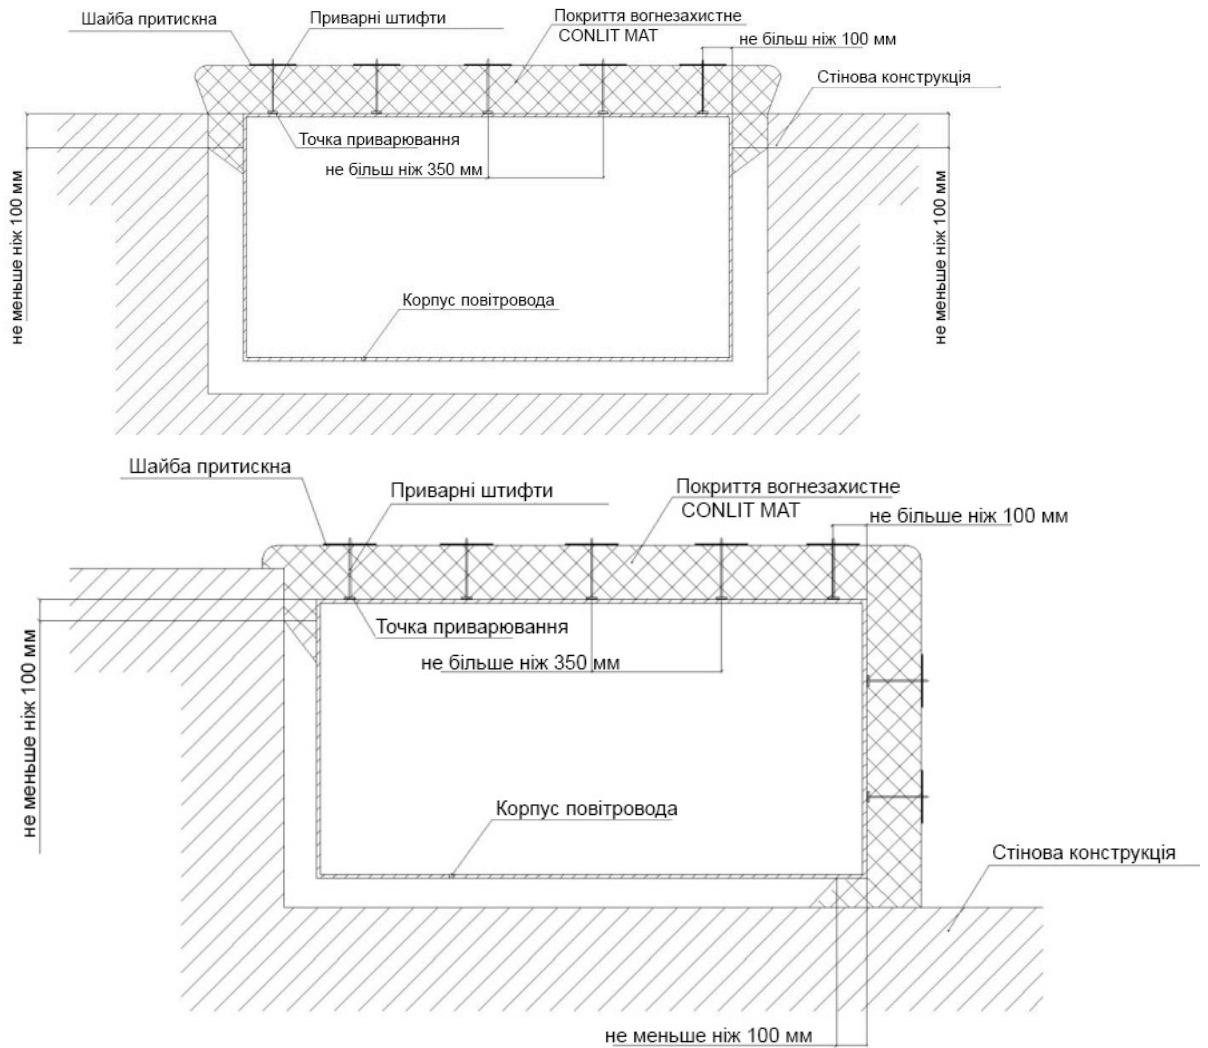 Шайба притискна
Приварні штифти
Покриття вогнезахистне
CONLIT MAT
не більш ніж 100 мм
Стінова конструкція
Точка приварювання
не більш ніж 350 мм
не меньше ніж 100 мм
не меньше ніж 100 мм
Корпус повітровода
Шайба притискна
Приварні штифти
Покриття вогнезахистне
CONLIT MAT
не більше ніж 100 мм
Точка приварювання
не більше ніж 350 мм
не меньше ніж 100 мм
Корпус повітровода
Стінова конструкція
не меньше ніж 100 мм